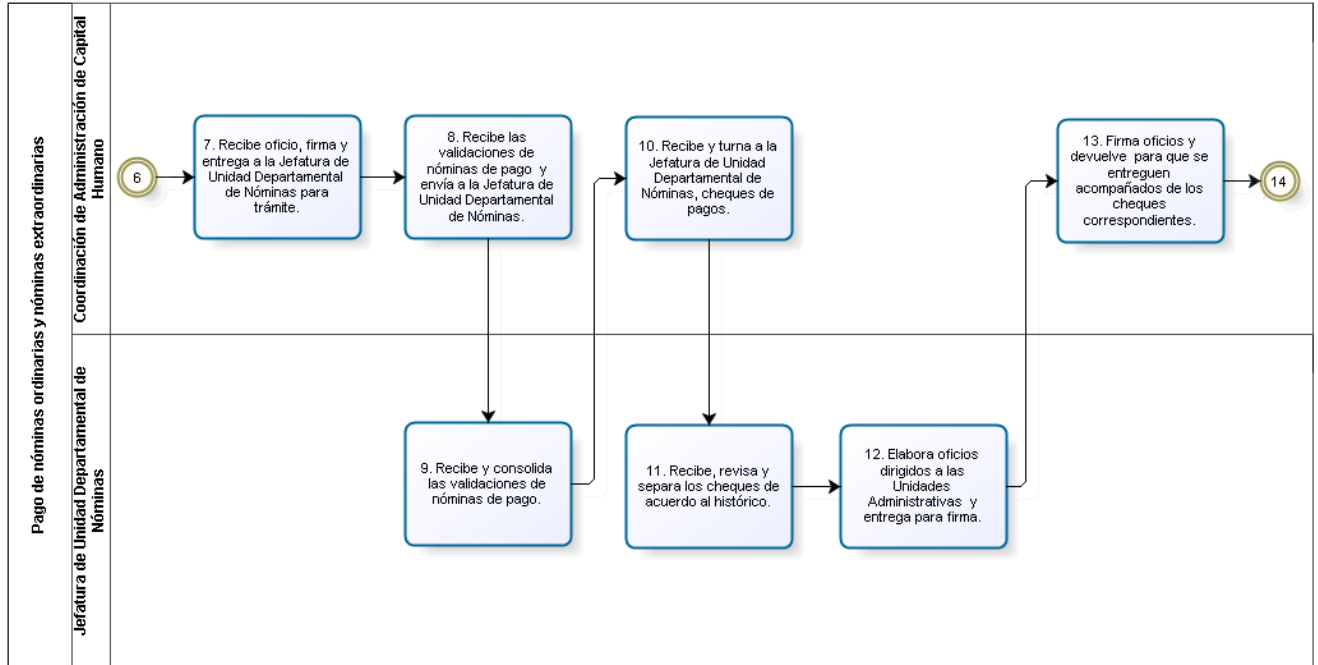 Pago de nóminas ordinarias y nóminas extraordinarias
Coordinación de Administración de Capital
Humano
6
7. Recibe oficio, firma y
entrega a la Jefatura de
Unidad Departamental
de Nóminas para
trámite.
8. Recibe las
validaciones de
nóminas de pago y
envía a la Jefatura de
Unidad Departamental
de Nóminas.
10. Recibe y turna a la
Jefatura de Unidad
Departamental de
Nóminas, cheques de
pagos.
13. Firma oficios y
devuelve para que se
entreguen
acompañados de los
cheques
correspondientes.
14
Jefatura de Unidad Departamental de
Nóminas
9. Recibe y consolida
las validaciones de
nóminas de pago.
11. Recibe, revisa y
separa los cheques de
acuerdo al histórico.
12. Elabora oficios
dirigidos a las
Unidades
Administrativas y
entrega para firma.